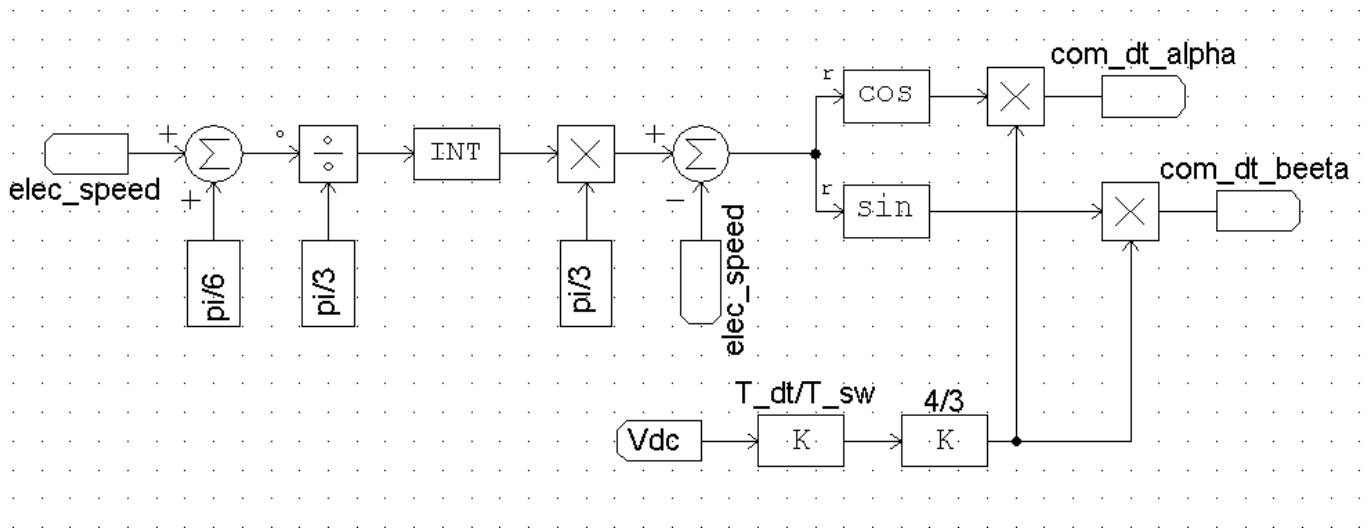 com_dt_alpha
r
cos
×
+
+
elec_speed
Σ
÷
INT
×
Σ
+
−
r
sin
×
com_dt_beeta
pi/6
pi/3
pi/3
elec_speed
T_dt/T_sw
4/3
Vdc
K
K